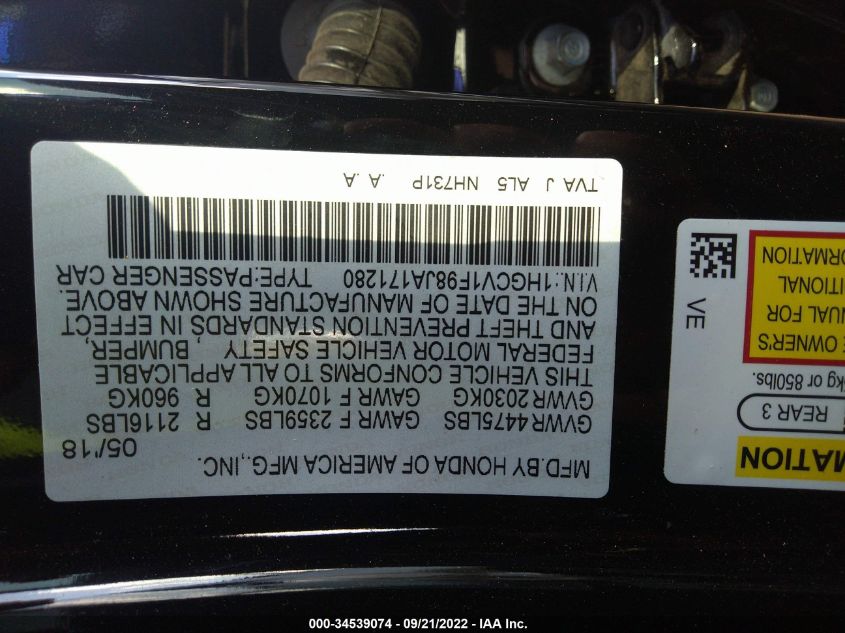 MFD.BY HONDA OF AMERICA MFG.,INC.
05/'18
GVWR 4475LBS GAWR F 2359LBS R 2116LBS
GVWR 2030KG GAWR F 1070KG R 960KG
THIS VEHICLE CONFORMS TO ALL APPLICABLE
FEDERAL MOTOR VEHICLE SAFETY , BUMPER,
AND THEFT PREVENTION STANDARDS IN EFFECT
ON THE DATE OF MANUFACTURE SHOWN ABOVE.
V.I.N.:1HGCV1F98JA171280 TYPE:PASSENGER CAR
TVA J AL5 NH731P .A .A
MATION
REAR 3
kg or 850lbs.
OWNER'S
UAL FOR
ITIONAL
ORMATION
VE
000-34539074 - 09/21/2022 - IAA Inc.